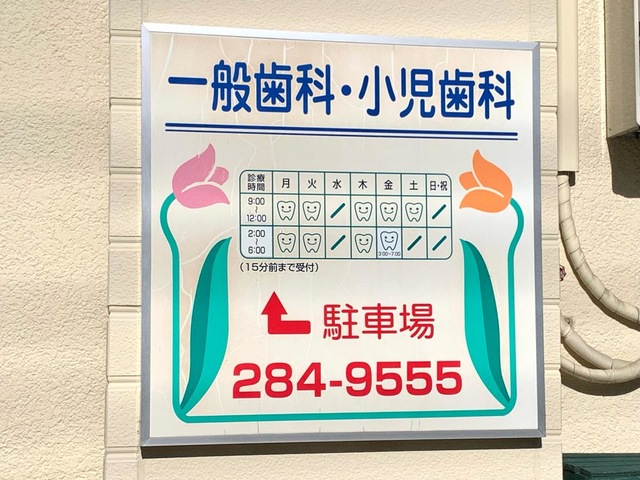 一般歯科・小児歯科
診療時間 月 火 水 木 金 土 日・祝
9:00~12:00 / /
2:00~6:00 / 3:00~7:00 / /
(15分前まで受付)
駐車場
284-9555